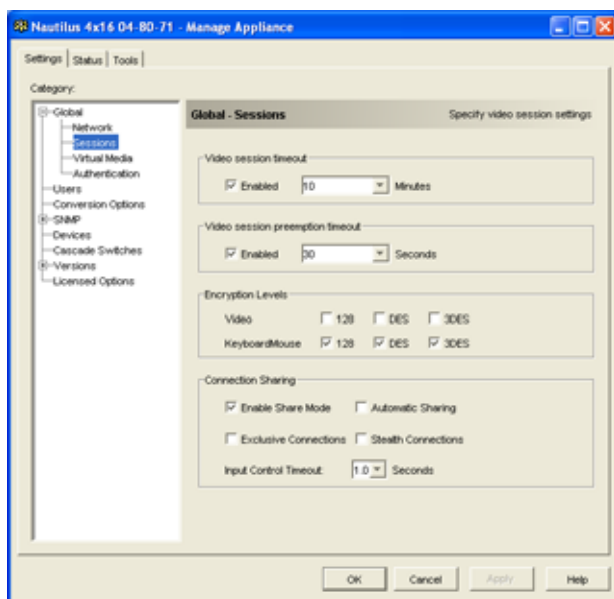 Nautilus 4x16 04-80-71 - Manage Appliance
Settings Status Tools
Category:
Global
Network
Sessions
Virtual Media
Authentication
Users
Conversion Options
SNMP
Devices
Cascade Switches
Versions
Licensed Options
Global - Sessions Specify video session settings
Video session timeout
Enabled 10 Minutes
Video session preemption timeout
Enabled 30 Seconds
Encryption Levels
Video 128 DES 3DES
Keyboard/Mouse 128 DES 3DES
Connection Sharing
Enable Share Mode Automatic Sharing
Exclusive Connections Stealth Connections
Input Control Timeout: 1.0 Seconds
OK Cancel Apply Help